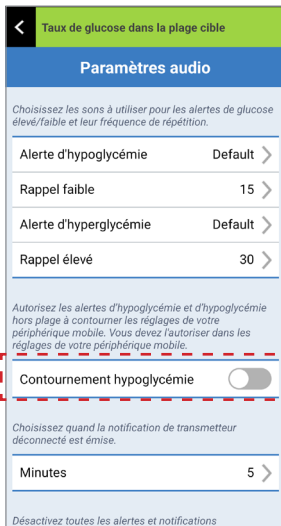 Taux de glucose dans la plage cible
Paramètres audio
Choisissez les sons à utiliser pour les alertes de glucose
élevé/faible et leur fréquence de répétition.
Alerte d'hypoglycémie Default
Rappel faible 15
Alerte d'hyperglycémie Default
Rappel élevé 30
Autorisez les alertes d'hypoglycémie et d'hypoglycémie
hors plage à contourner les réglages de votre
périphérique mobile. Vous devez l'autoriser dans les
réglages de votre périphérique mobile.
Contournement hypoglycémie
Choisissez quand la notification de transmetteur
déconnecté est émise.
Minutes 5
Désactivez toutes les alertes et notifications